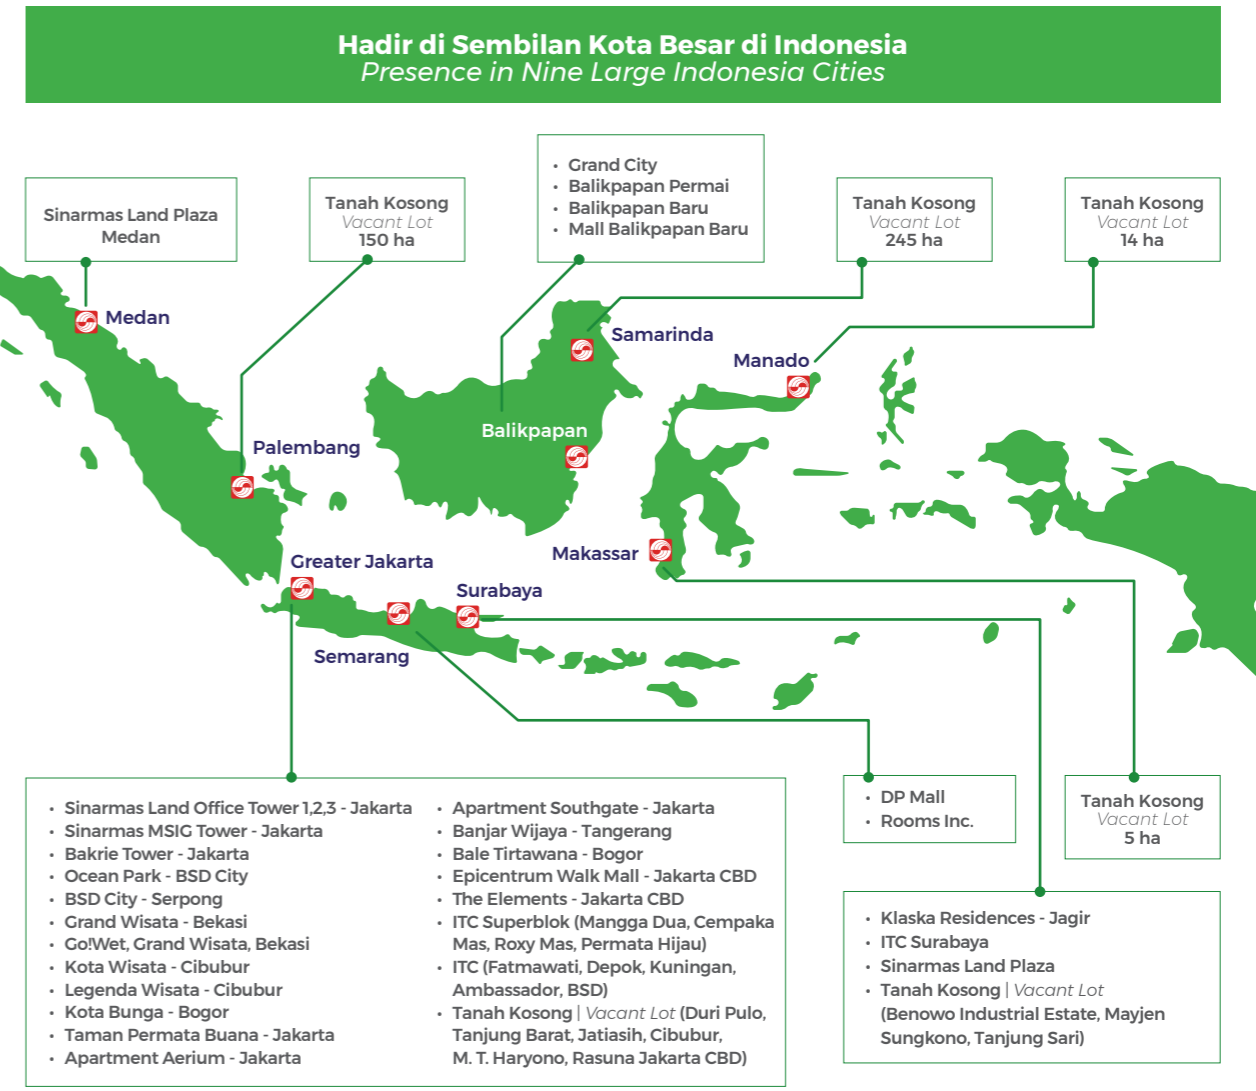 Hadir di Sembilan Kota Besar di Indonesia
Presence in Nine Large Indonesia Cities
Sinarmas Land Plaza
Medan
Tanah Kosong
Vacant Lot
150 ha
• Grand City
• Balikpapan Permai
• Balikpapan Baru
• Mall Balikpapan Baru
Tanah Kosong
Vacant Lot
245 ha
Tanah Kosong
Vacant Lot
14 ha
Medan
Samarinda
Manado
Balikpapan
Palembang
Makassar
Greater Jakarta
Surabaya
Semarang
• Sinarmas Land Office Tower 1,2,3 - Jakarta
• Sinarmas MSIG Tower - Jakarta
• Bakrie Tower - Jakarta
• Ocean Park - BSD City
• BSD City - Serpong
• Grand Wisata - Bekasi
• Go!Wet, Grand Wisata, Bekasi
• Kota Wisata - Cibubur
• Legenda Wisata - Cibubur
• Kota Bunga - Bogor
• Taman Permata Buana - Jakarta
• Apartment Aerium - Jakarta
• Apartment Southgate - Jakarta
• Banjar Wijaya - Tangerang
• Bale Tirtawana - Bogor
• Epicentrum Walk Mall - Jakarta CBD
• The Elements - Jakarta CBD
• ITC Superblok (Mangga Dua, Cempaka
Mas, Roxy Mas, Permata Hijau)
• ITC (Fatmawati, Depok, Kuningan,
Ambassador, BSD)
• Tanah Kosong | Vacant Lot (Duri Pulo,
Tanjung Barat, Jatiasih, Cibubur,
M. T. Haryono, Rasuna Jakarta CBD)
• DP Mall
• Rooms Inc.
Tanah Kosong
Vacant Lot
5 ha
• Klaska Residences - Jagir
• ITC Surabaya
• Sinarmas Land Plaza
• Tanah Kosong | Vacant Lot
(Benowo Industrial Estate, Mayjen
Sungkono, Tanjung Sari)